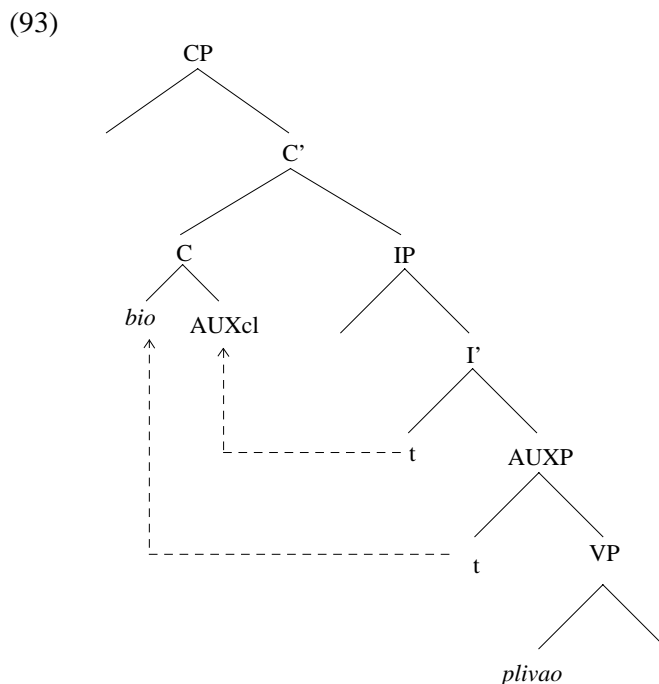 (93)
CP
C’
C IP
bio AUXcl
I’
t AUXP
t VP
plivao